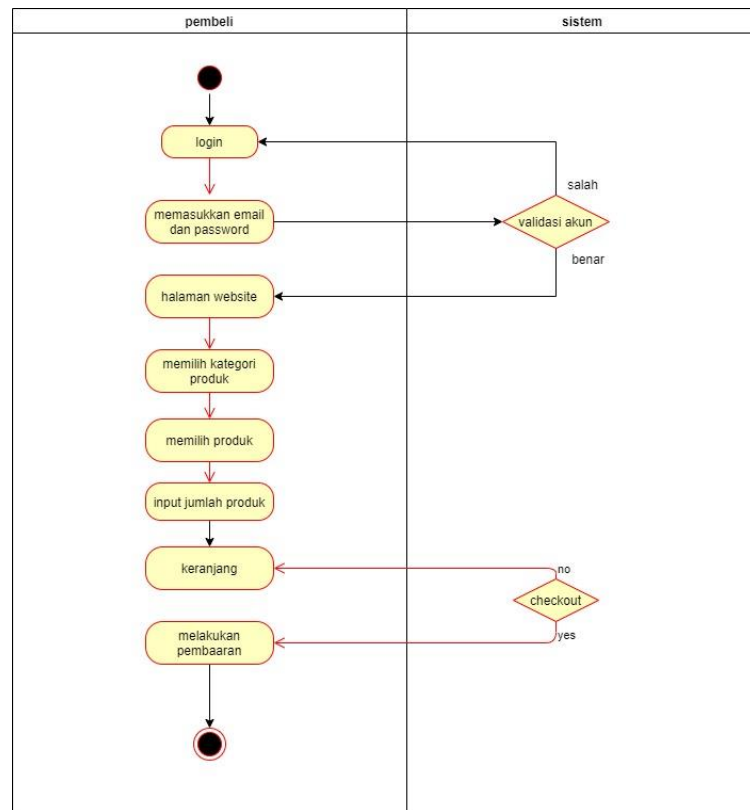 pembeli
sistem
login
salah
memasukkan email
dan password
validasi akun
benar
halaman website
memilih kategori
produk
memilih produk
input jumlah produk
keranjang
no
checkout
yes
melakukan
pembaaran